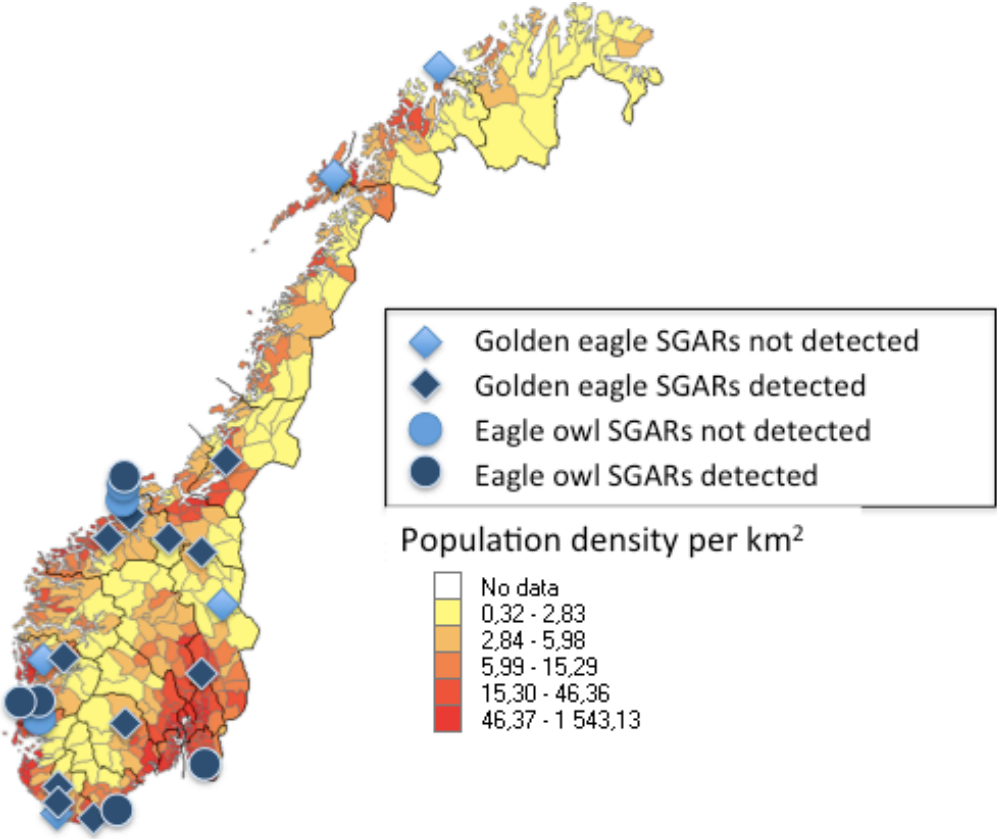 Golden eagle SGARs not detected
Golden eagle SGARs detected
Eagle owl SGARs not detected
Eagle owl SGARs detected
Population density per km²
No data
0,32 - 2,83
2,84 - 5,98
5,99 - 15,29
15,30 - 46,36
46,37 - 1 543,13